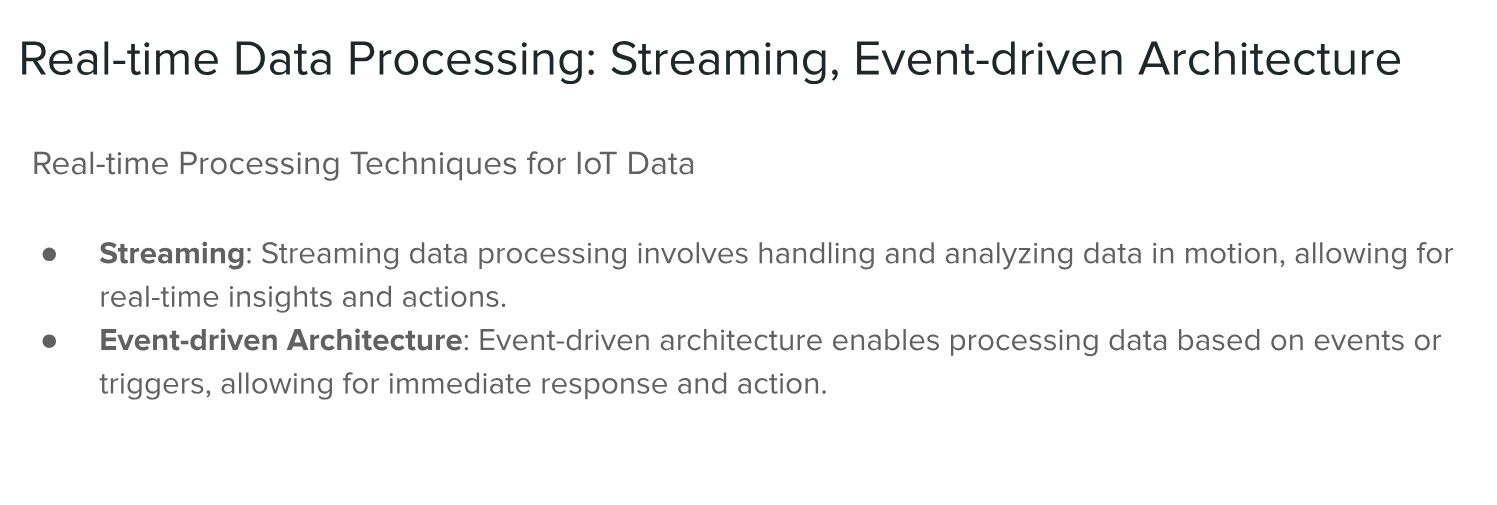 Real-time Data Processing: Streaming, Event-driven Architecture
Real-time Processing Techniques for IoT Data
● Streaming: Streaming data processing involves handling and analyzing data in motion, allowing for
real-time insights and actions.
● Event-driven Architecture: Event-driven architecture enables processing data based on events or
triggers, allowing for immediate response and action.